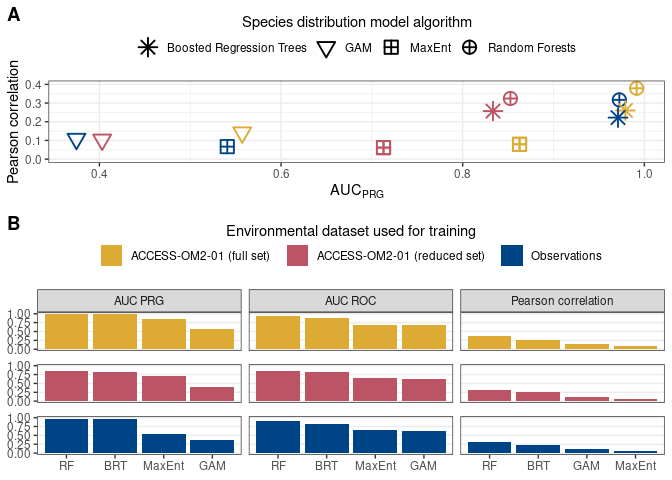 A
Species distribution model algorithm
Boosted Regression Trees GAM MaxEnt Random Forests
Pearson correlation
0.4
0.3
0.2
0.1
0.0
0.4 0.6 0.8 1.0
AUCPRG
B
Environmental dataset used for training
ACCESS-OM2-01 (full set) ACCESS-OM2-01 (reduced set) Observations
AUC PRG AUC ROC Pearson correlation
1.00
0.75
0.50
0.25
0.00
1.00
0.75
0.50
0.25
0.00
1.00
0.75
0.50
0.25
0.00
RF BRT MaxEnt GAM RF BRT MaxEnt GAM RF BRT GAM MaxEnt